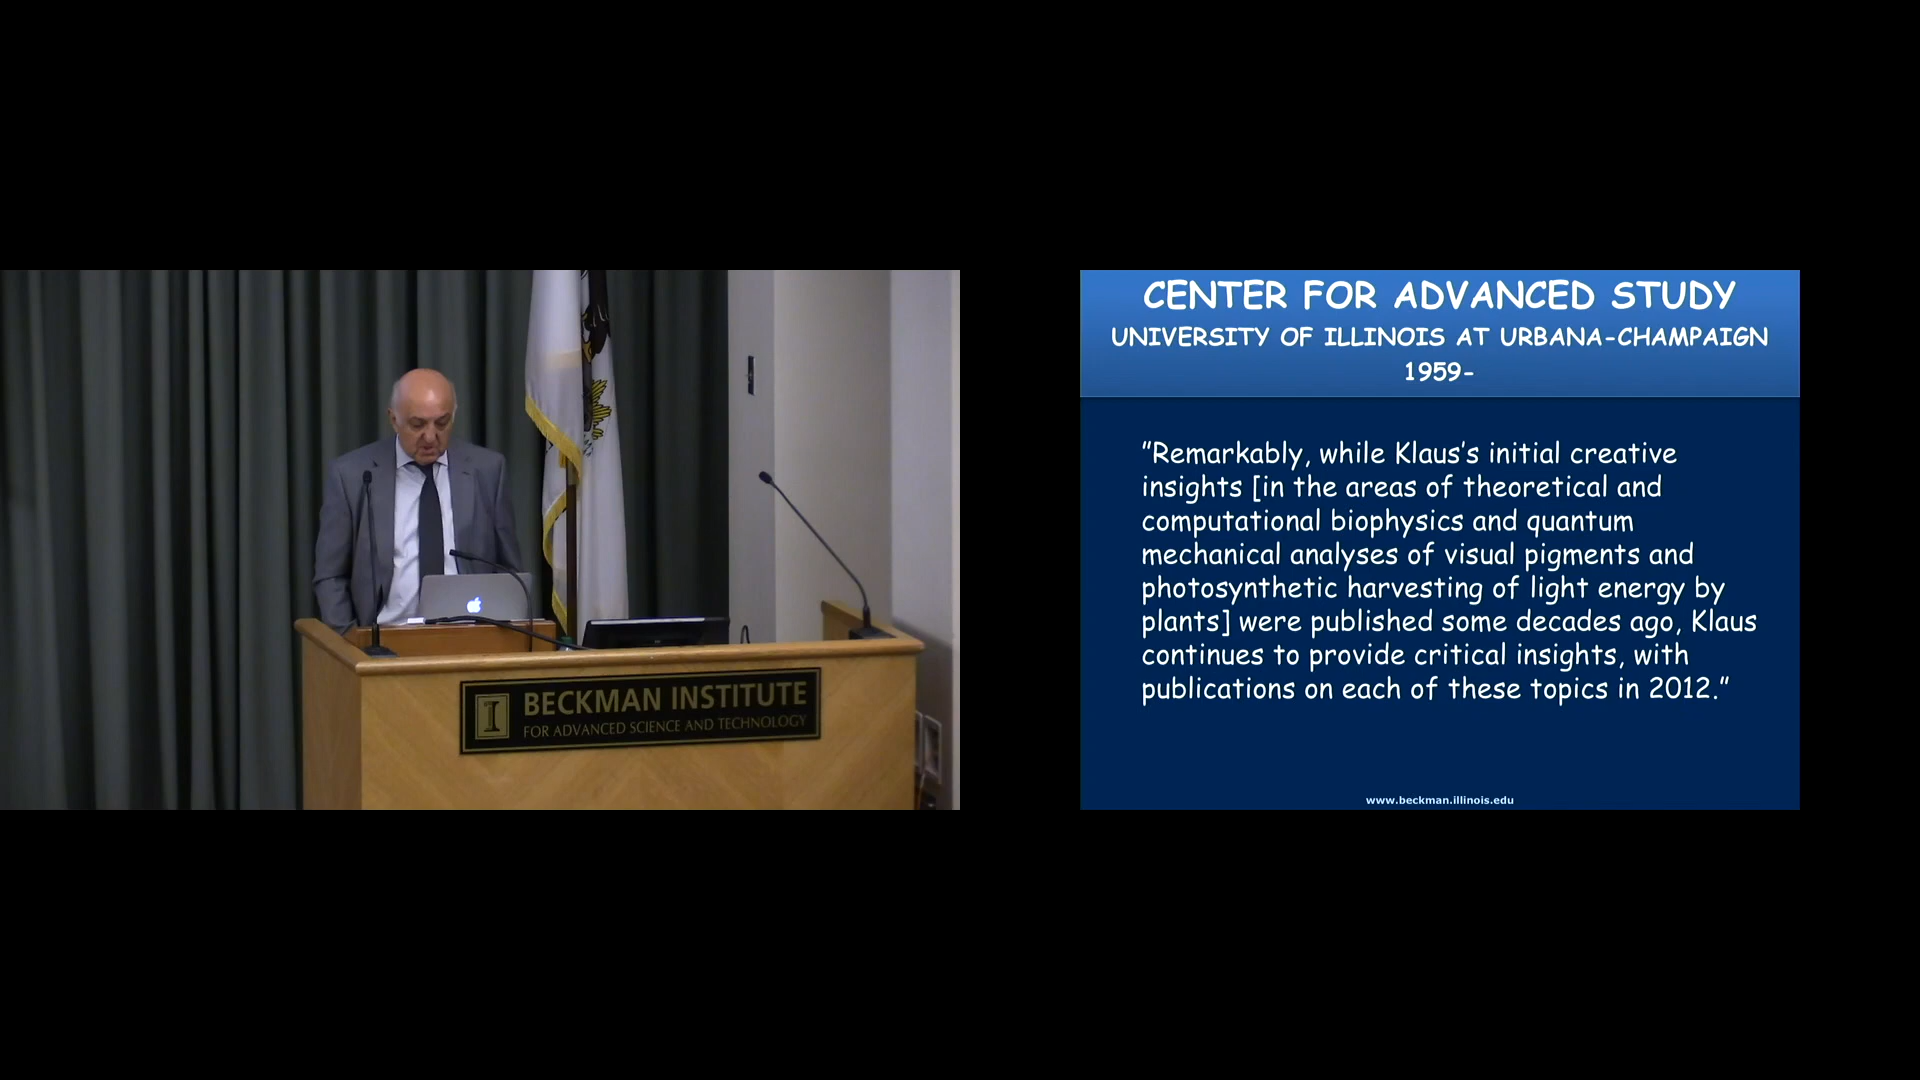 BECKMAN INSTITUTE
FOR ADVANCED SCIENCE AND TECHNOLOGY
CENTER FOR ADVANCED STUDY
UNIVERSITY OF ILLINOIS AT URBANA-CHAMPAIGN
1959-
"Remarkably, while Klaus's initial creative
insights [in the areas of theoretical and
computational biophysics and quantum
mechanical analyses of visual pigments and
photosynthetic harvesting of light energy by
plants] were published some decades ago, Klaus
continues to provide critical insights, with
publications on each of these topics in 2012."
www.beckman.illinois.edu